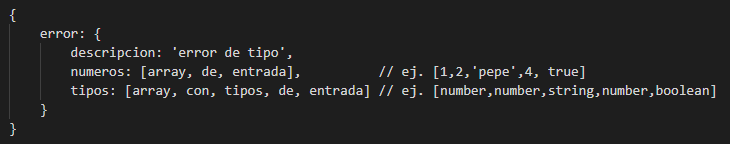 {
error: {
descripcion: 'error de tipo',
numeros: [array, de, entrada], // ej. [1,2,'pepe',4, true]
tipos: [array, con, tipos, de, entrada] // ej. [number,number,string,number,boolean]
}
}